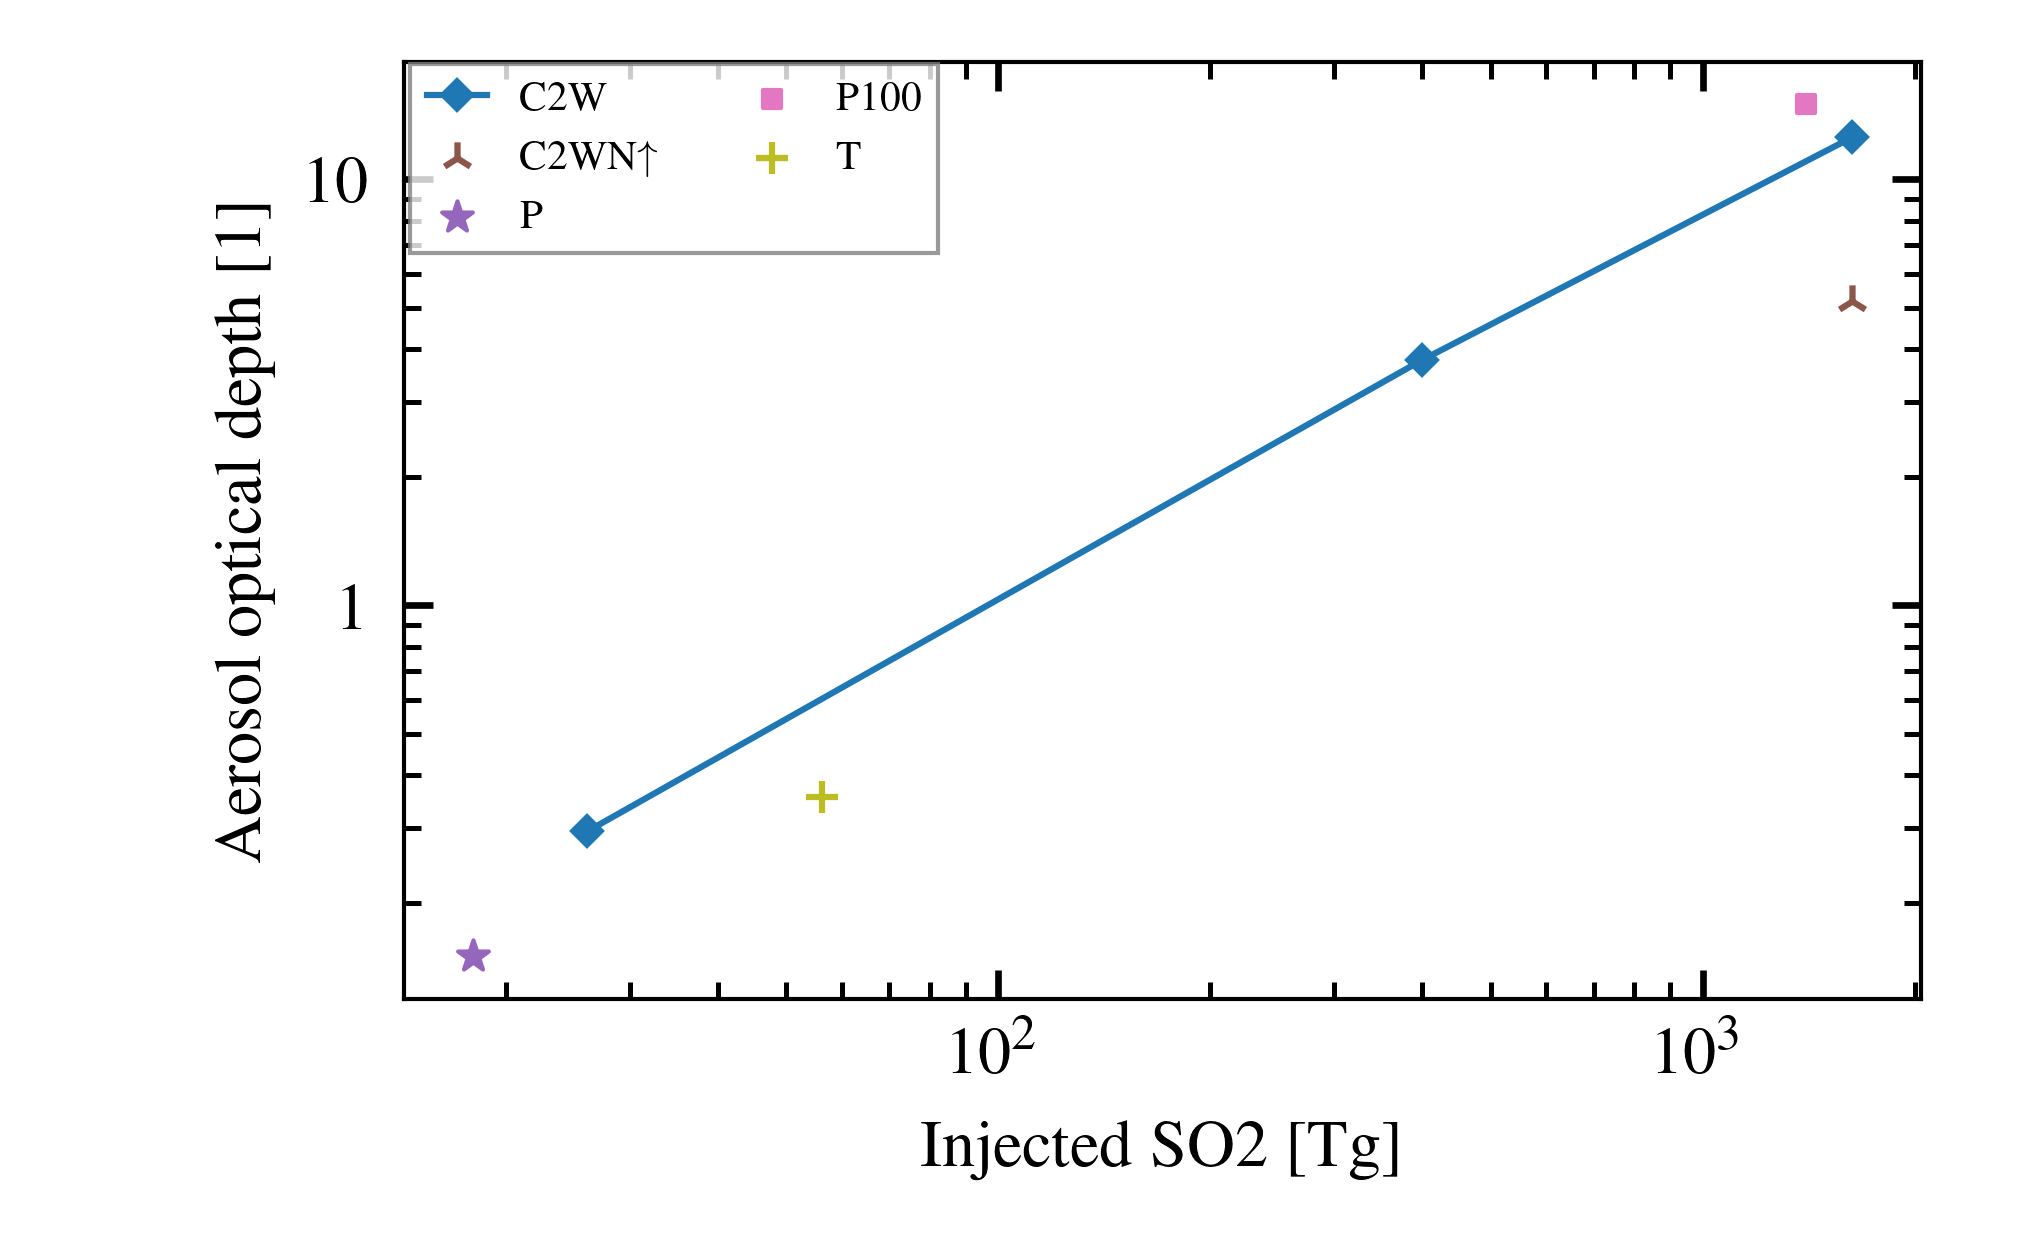 C2W
C2WN↑
P
P100
T
10
1
Aerosol optical depth [1]
10²
10³
Injected SO2 [Tg]